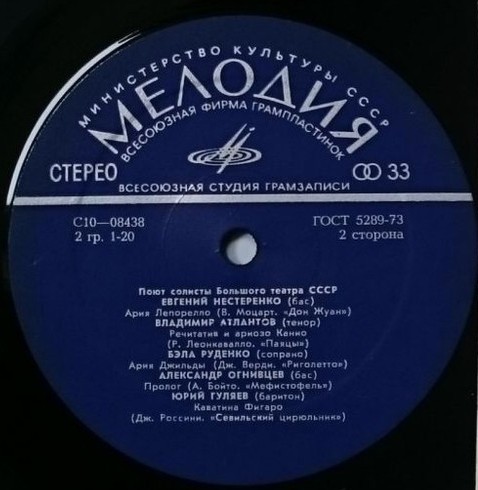 МИНИСТЕРСТВО КУЛЬТУРЫ СССР
МЕЛОДИЯ
ВСЕСОЮЗНАЯ ФИРМА ГРАМПЛАСТИНОК
СТЕРЕО
33
ВСЕСОЮЗНАЯ СТУДИЯ ГРАМЗАПИСИ
С10—08438
ГОСТ 5289-73
2 гр. 1-20
2 сторона
Поют солисты Большого театра СССР
ЕВГЕНИЙ НЕСТЕРЕНКО (бас)
Ария Лепорелло (В. Моцарт. «Дон Жуан»)
ВЛАДИМИР АТЛАНТОВ (тенор)
Речитатив и ариозо Канио
(Р. Леонкавалло. «Паяцы»)
БЭЛА РУДЕНКО (сопрано)
Ария Джильды (Дж. Верди. «Риголетто»)
АЛЕКСАНДР ОГНИВЦЕВ (бас)
Пролог (А. Бойто. «Мефистофель»)
ЮРИЙ ГУЛЯЕВ (баритон)
Каватина Фигаро
(Дж. Россини. «Севильский цирюльник»)